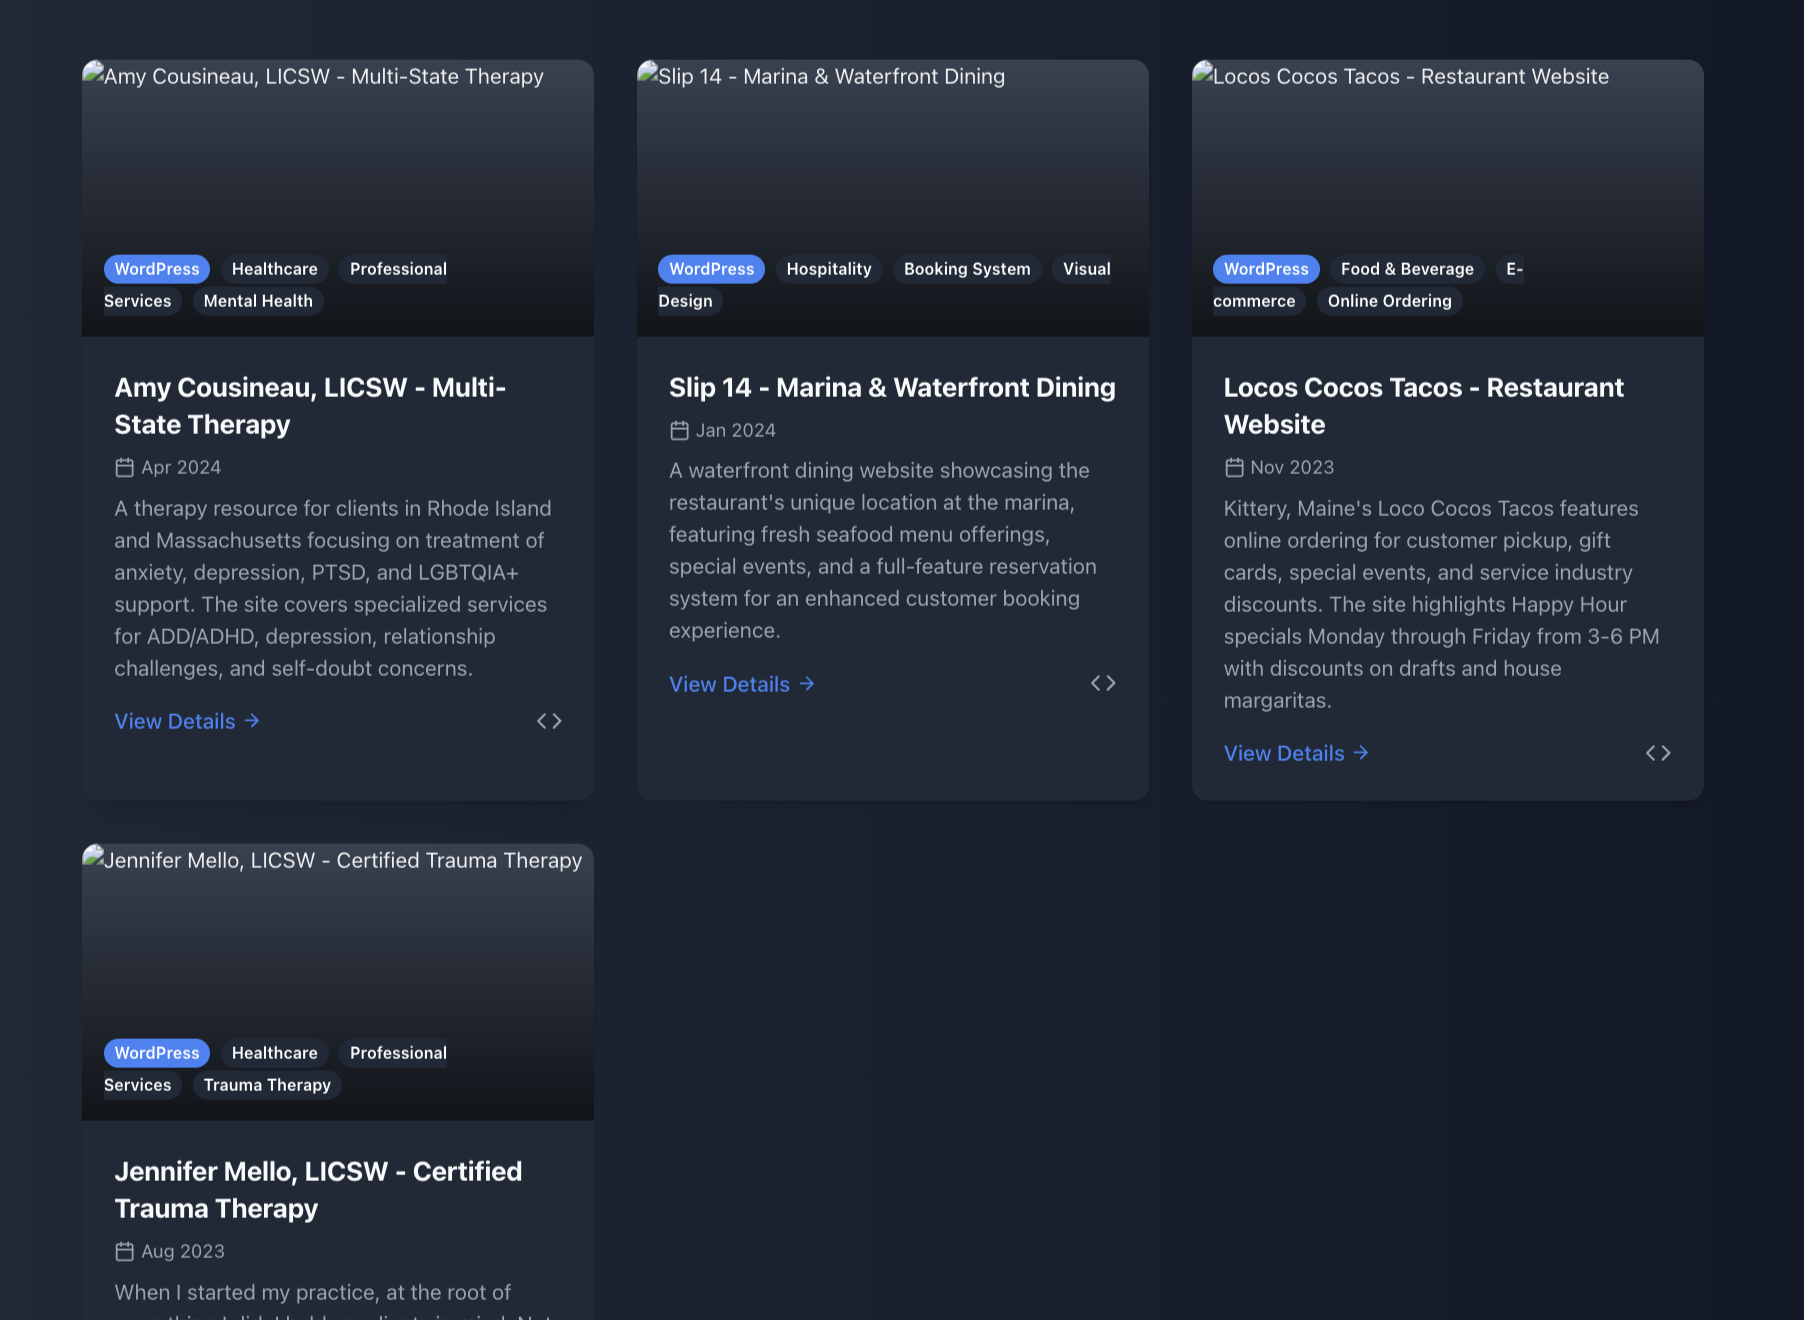 Amy Cousineau, LICSW - Multi-State Therapy
WordPress Healthcare Professional
Services Mental Health
Amy Cousineau, LICSW - Multi-
State Therapy
Apr 2024
A therapy resource for clients in Rhode Island
and Massachusetts focusing on treatment of
anxiety, depression, PTSD, and LGBTQIA+
support. The site covers specialized services
for ADD/ADHD, depression, relationship
challenges, and self-doubt concerns.
View Details →
Slip 14 - Marina & Waterfront Dining
WordPress Hospitality Booking System Visual
Design
Slip 14 - Marina & Waterfront Dining
Jan 2024
A waterfront dining website showcasing the
restaurant's unique location at the marina,
featuring fresh seafood menu offerings,
special events, and a full-feature reservation
system for an enhanced customer booking
experience.
View Details →
Locos Cocos Tacos - Restaurant Website
WordPress Food & Beverage E-
commerce Online Ordering
Locos Cocos Tacos - Restaurant
Website
Nov 2023
Kittery, Maine's Loco Cocos Tacos features
online ordering for customer pickup, gift
cards, special events, and service industry
discounts. The site highlights Happy Hour
specials Monday through Friday from 3-6 PM
with discounts on drafts and house
margaritas.
View Details →
Jennifer Mello, LICSW - Certified Trauma Therapy
WordPress Healthcare Professional
Services Trauma Therapy
Jennifer Mello, LICSW - Certified
Trauma Therapy
Aug 2023
When I started my practice, at the root of